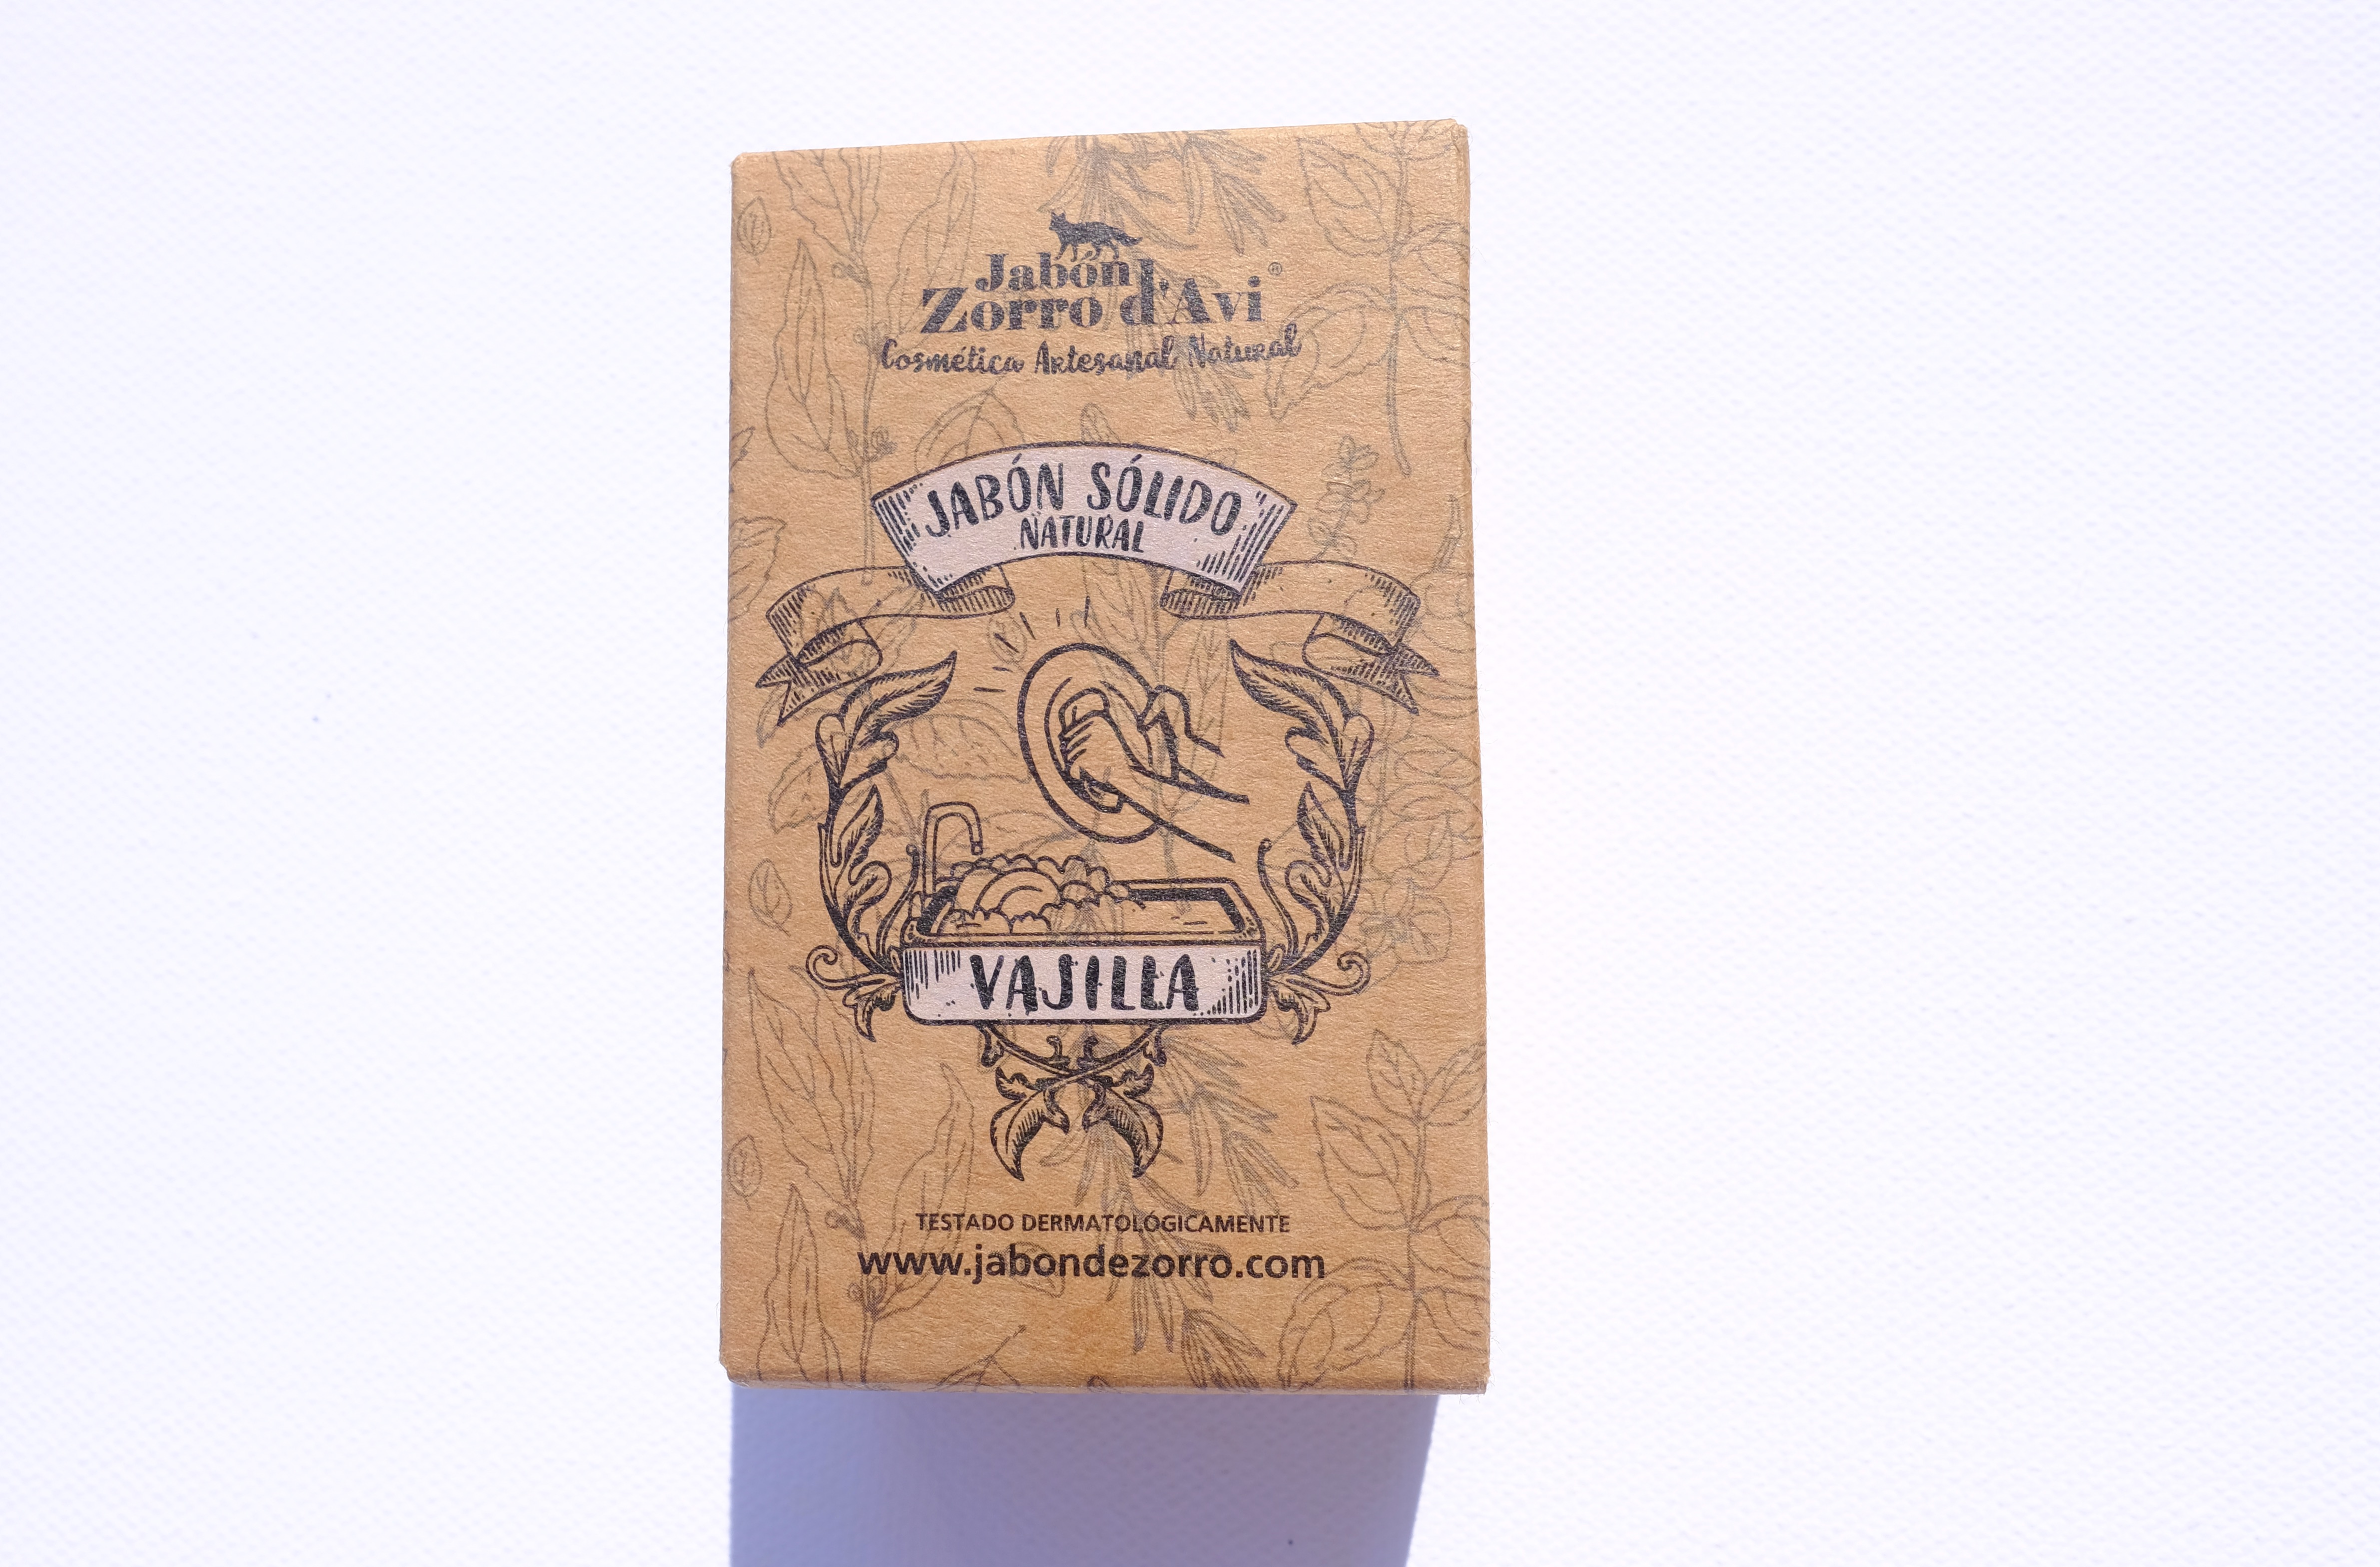 Jabón
Zorro d'Avi®
Cosmética Artesanal Natural
JABÓN SÓLIDO
NATURAL
VAJILLA
TESTADO DERMATOLÓGICAMENTE
www.jabondezorro.com